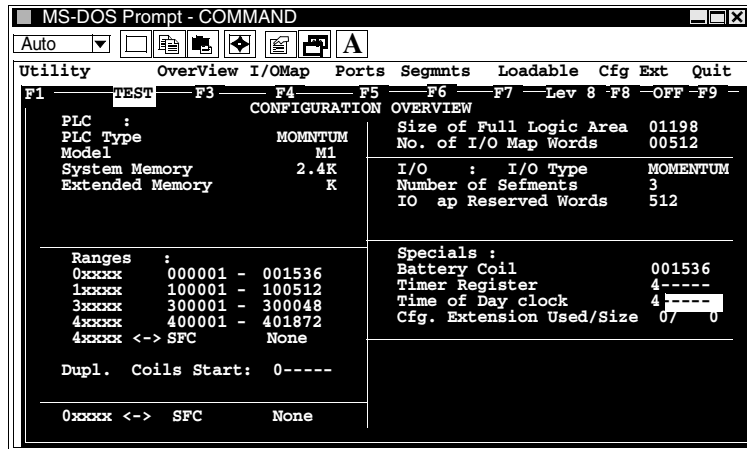 MS-DOS Prompt - COMMAND
Auto A
Utility OverView I/OMap Ports Segmnts Loadable Cfg Ext Quit
F1 TEST F3 F4 F5 F6 F7 Lev 8 F8 OFF F9
CONFIGURATION OVERVIEW
PLC :
PLC Type MOMNTUM
Model M1
System Memory 2.4K
Extended Memory K
Size of Full Logic Area 01198
No. of I/O Map Words 00512
I/O : I/O Type MOMENTUM
Number of Sefments 3
IO ap Reserved Words 512
Ranges :
0xxxx 000001 - 001536
1xxxx 100001 - 100512
3xxxx 300001 - 300048
4xxxx 400001 - 401872
4xxxx <-> SFC None
Dupl. Coils Start: 0-----
0xxxx <-> SFC None
Specials :
Battery Coil 001536
Timer Register 4-----
Time of Day clock 4-----
Cfg. Extension Used/Size 0/ 0